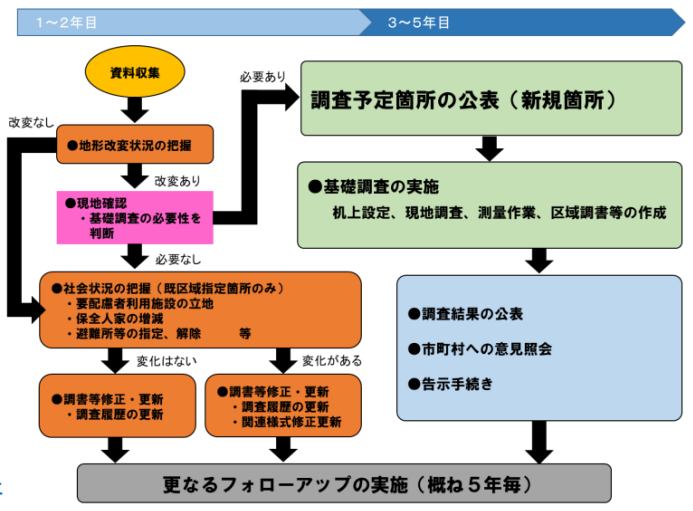 1～2年目
3～5年目
資料収集
必要あり
調査予定箇所の公表（新規箇所）
改変なし
●地形改変状況の把握
改変あり
●現地確認
・基礎調査の必要性を
判断
●基礎調査の実施
机上設定、現地調査、測量作業、区域調書等の作成
必要なし
●社会状況の把握（既区域指定箇所のみ）
・要配慮者利用施設の立地
・保全人家の増減
・避難所等の指定、解除　　　等
●調査結果の公表
●市町村への意見照会
●告示手続き
変化はない
変化がある
●調書等修正・更新
・調査履歴の更新
●調書等修正・更新
・調査履歴の更新
・関連様式修正更新
更なるフォローアップの実施（概ね５年毎）